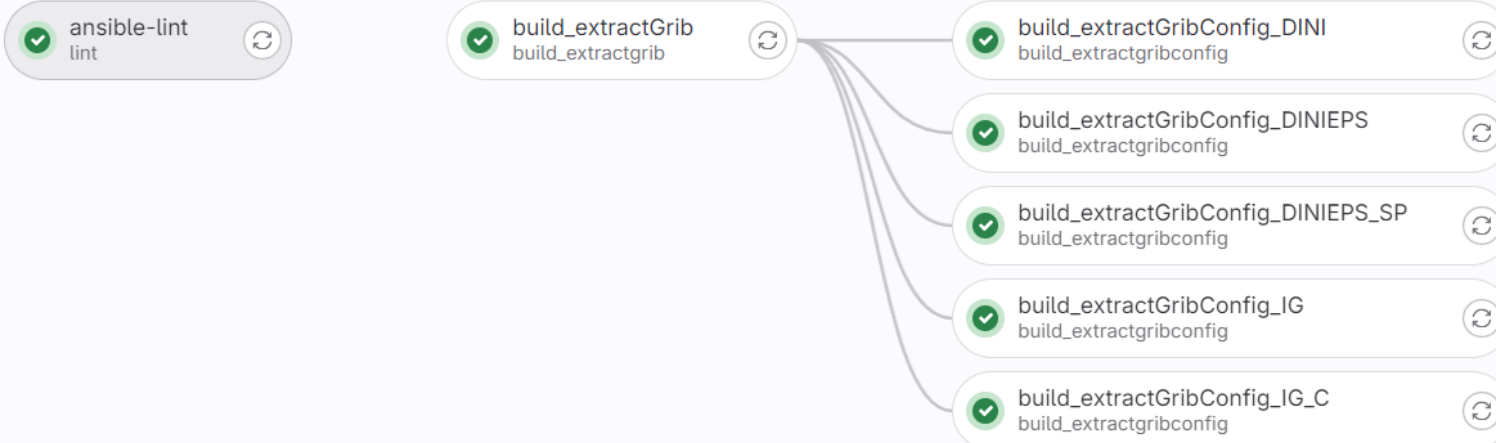 ansible-lint
lint
build_extractGrib
build_extractgrib
build_extractGribConfig_DINI
build_extractgribconfig
build_extractGribConfig_DINIEPS
build_extractgribconfig
build_extractGribConfig_DINIEPS_SP
build_extractgribconfig
build_extractGribConfig_IG
build_extractgribconfig
build_extractGribConfig_IG_C
build_extractgribconfig